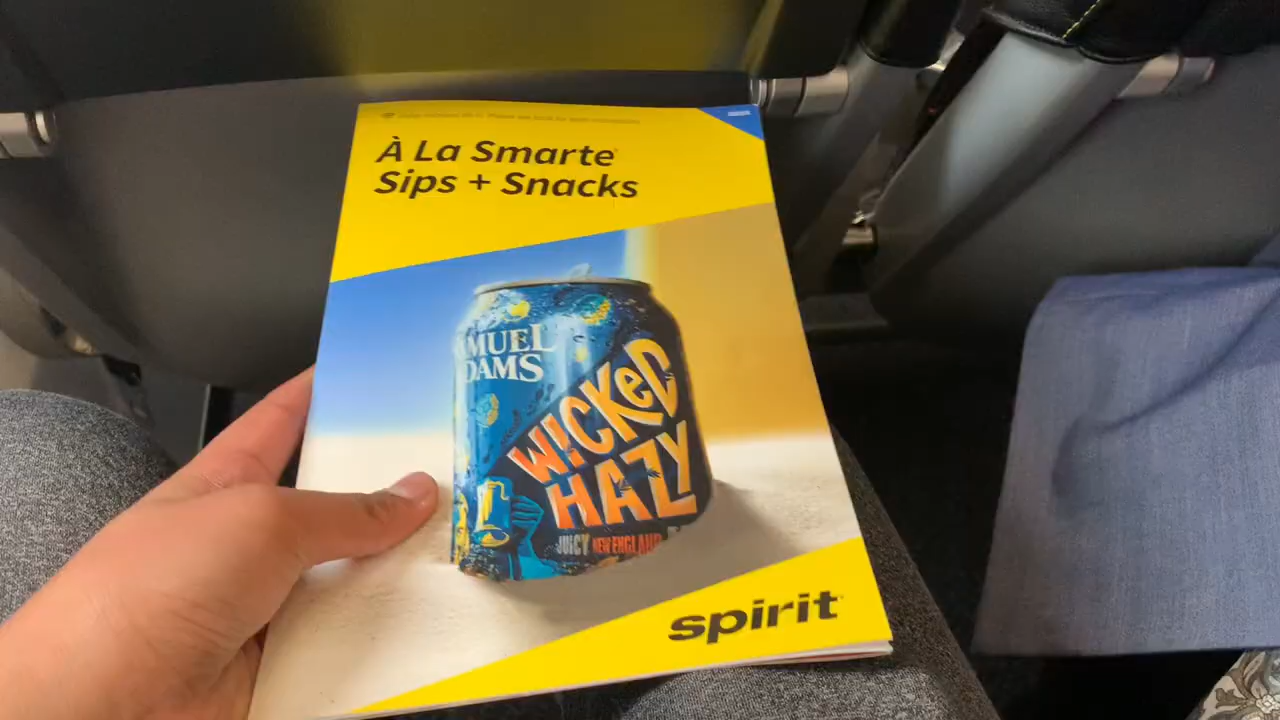 À La Smarte
Sips + Snacks
MUEL
DAMS
WICKED
HAZY
JUICY NEW ENGLAND
spirit